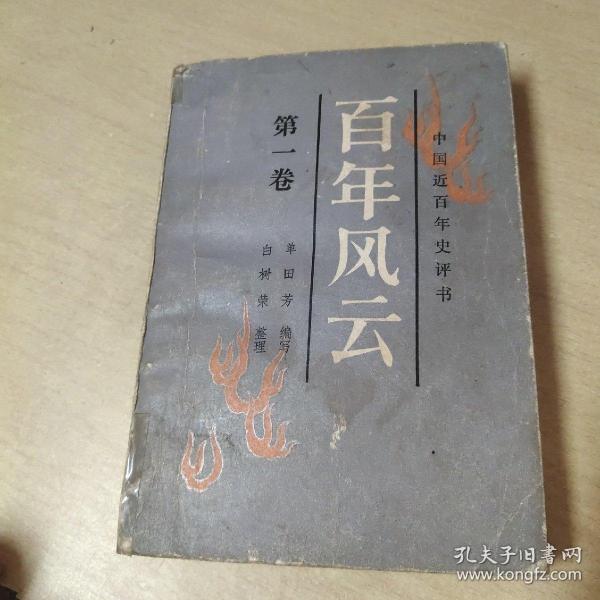 中国近百年史评书
百年风云
第一卷
单田芳 编写
白树荣 整理
孔夫子旧书网
www.kongfz.com